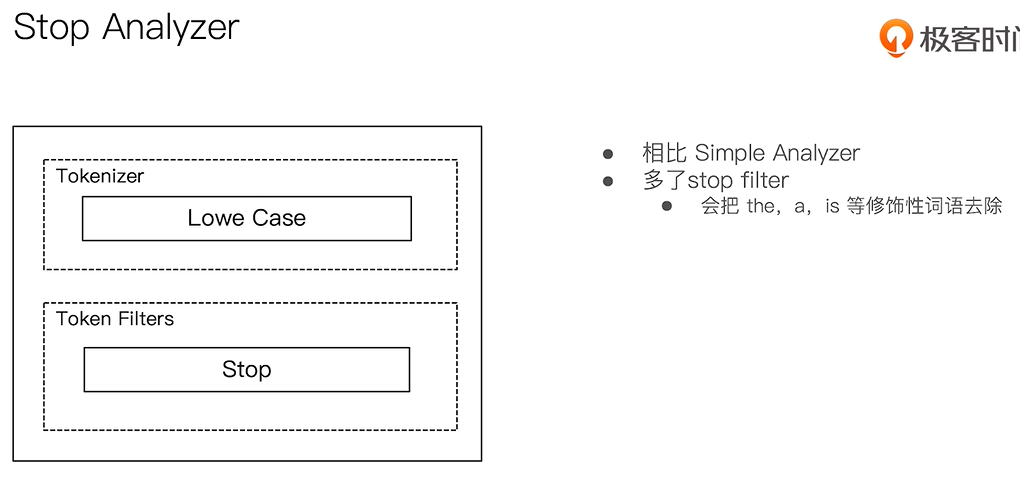 Stop Analyzer
极客时间
Tokenizer
Lowe Case
Token Filters
Stop
相比 Simple Analyzer
多了stop filter
会把 the，a，is 等修饰性词语去除